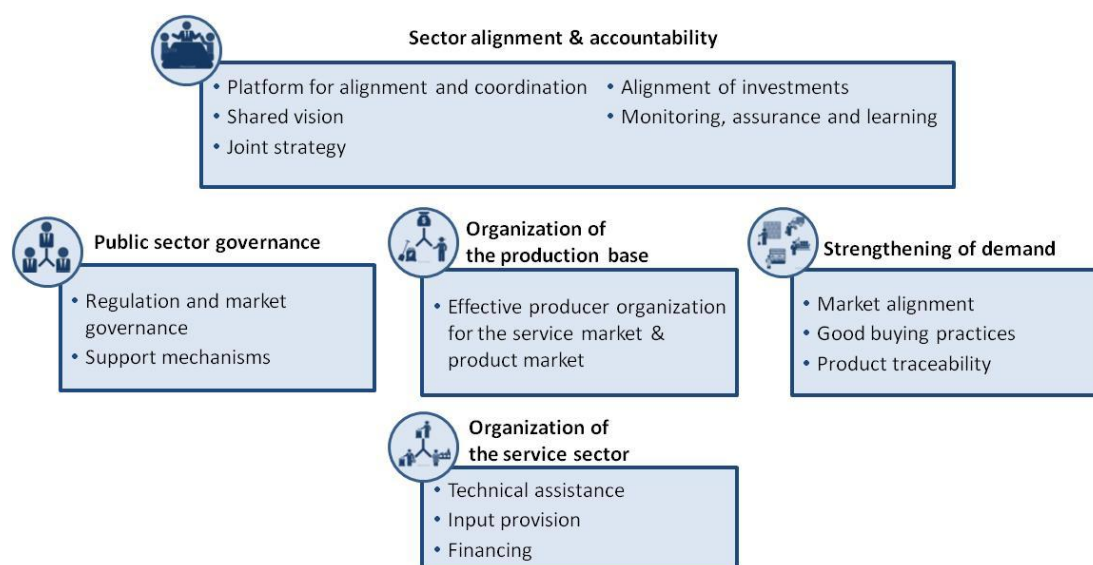 Sector alignment & accountability
• Platform for alignment and coordination
• Shared vision
• Joint strategy
• Alignment of investments
• Monitoring, assurance and learning
Public sector governance
• Regulation and market
governance
• Support mechanisms
Organization of
the production base
• Effective producer organization
for the service market &
product market
Strengthening of demand
• Market alignment
• Good buying practices
• Product traceability
Organization of
the service sector
• Technical assistance
• Input provision
• Financing